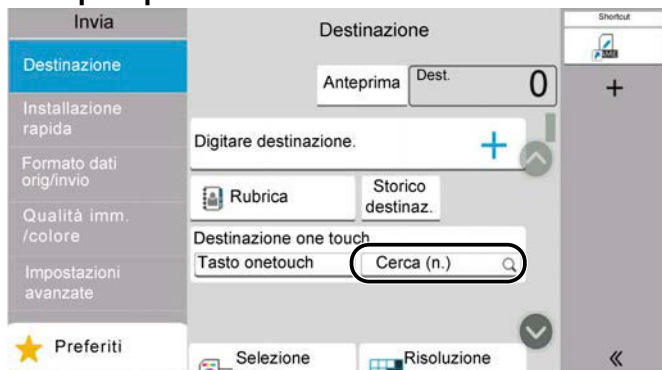 Invia
Destinazione
Shortcut
Destinazione
Anteprima
Dest.
0
+
Installazione
rapida
Digitare destinazione.
+
Formato dati
orig/invio
Rubrica
Storico
destinaz.
Qualità imm.
/colore
Destinazione one touch
Tasto onetouch
Cerca (n.)
Impostazioni
avanzate
Preferiti
Selezione
Risoluzione
«